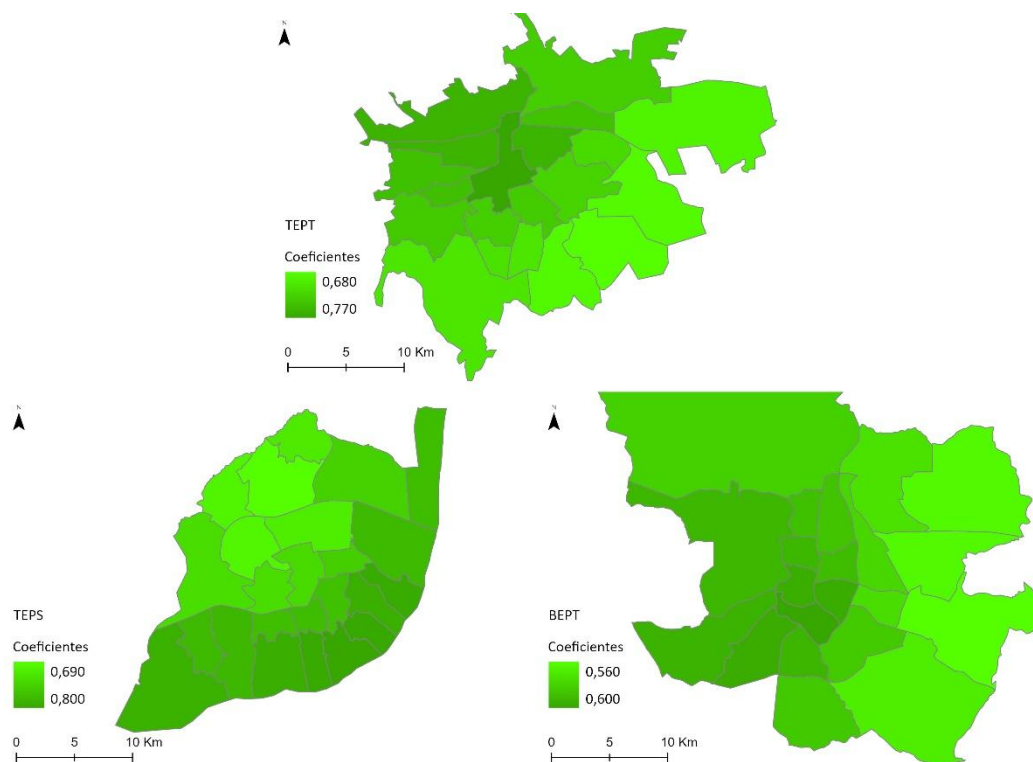 N
TEPT
Coeficientes
0,680
0,770
0 5 10 Km
N
TEPS
Coeficientes
0,690
0,800
0 5 10 Km
N
BEPT
Coeficientes
0,560
0,600
0 5 10 Km